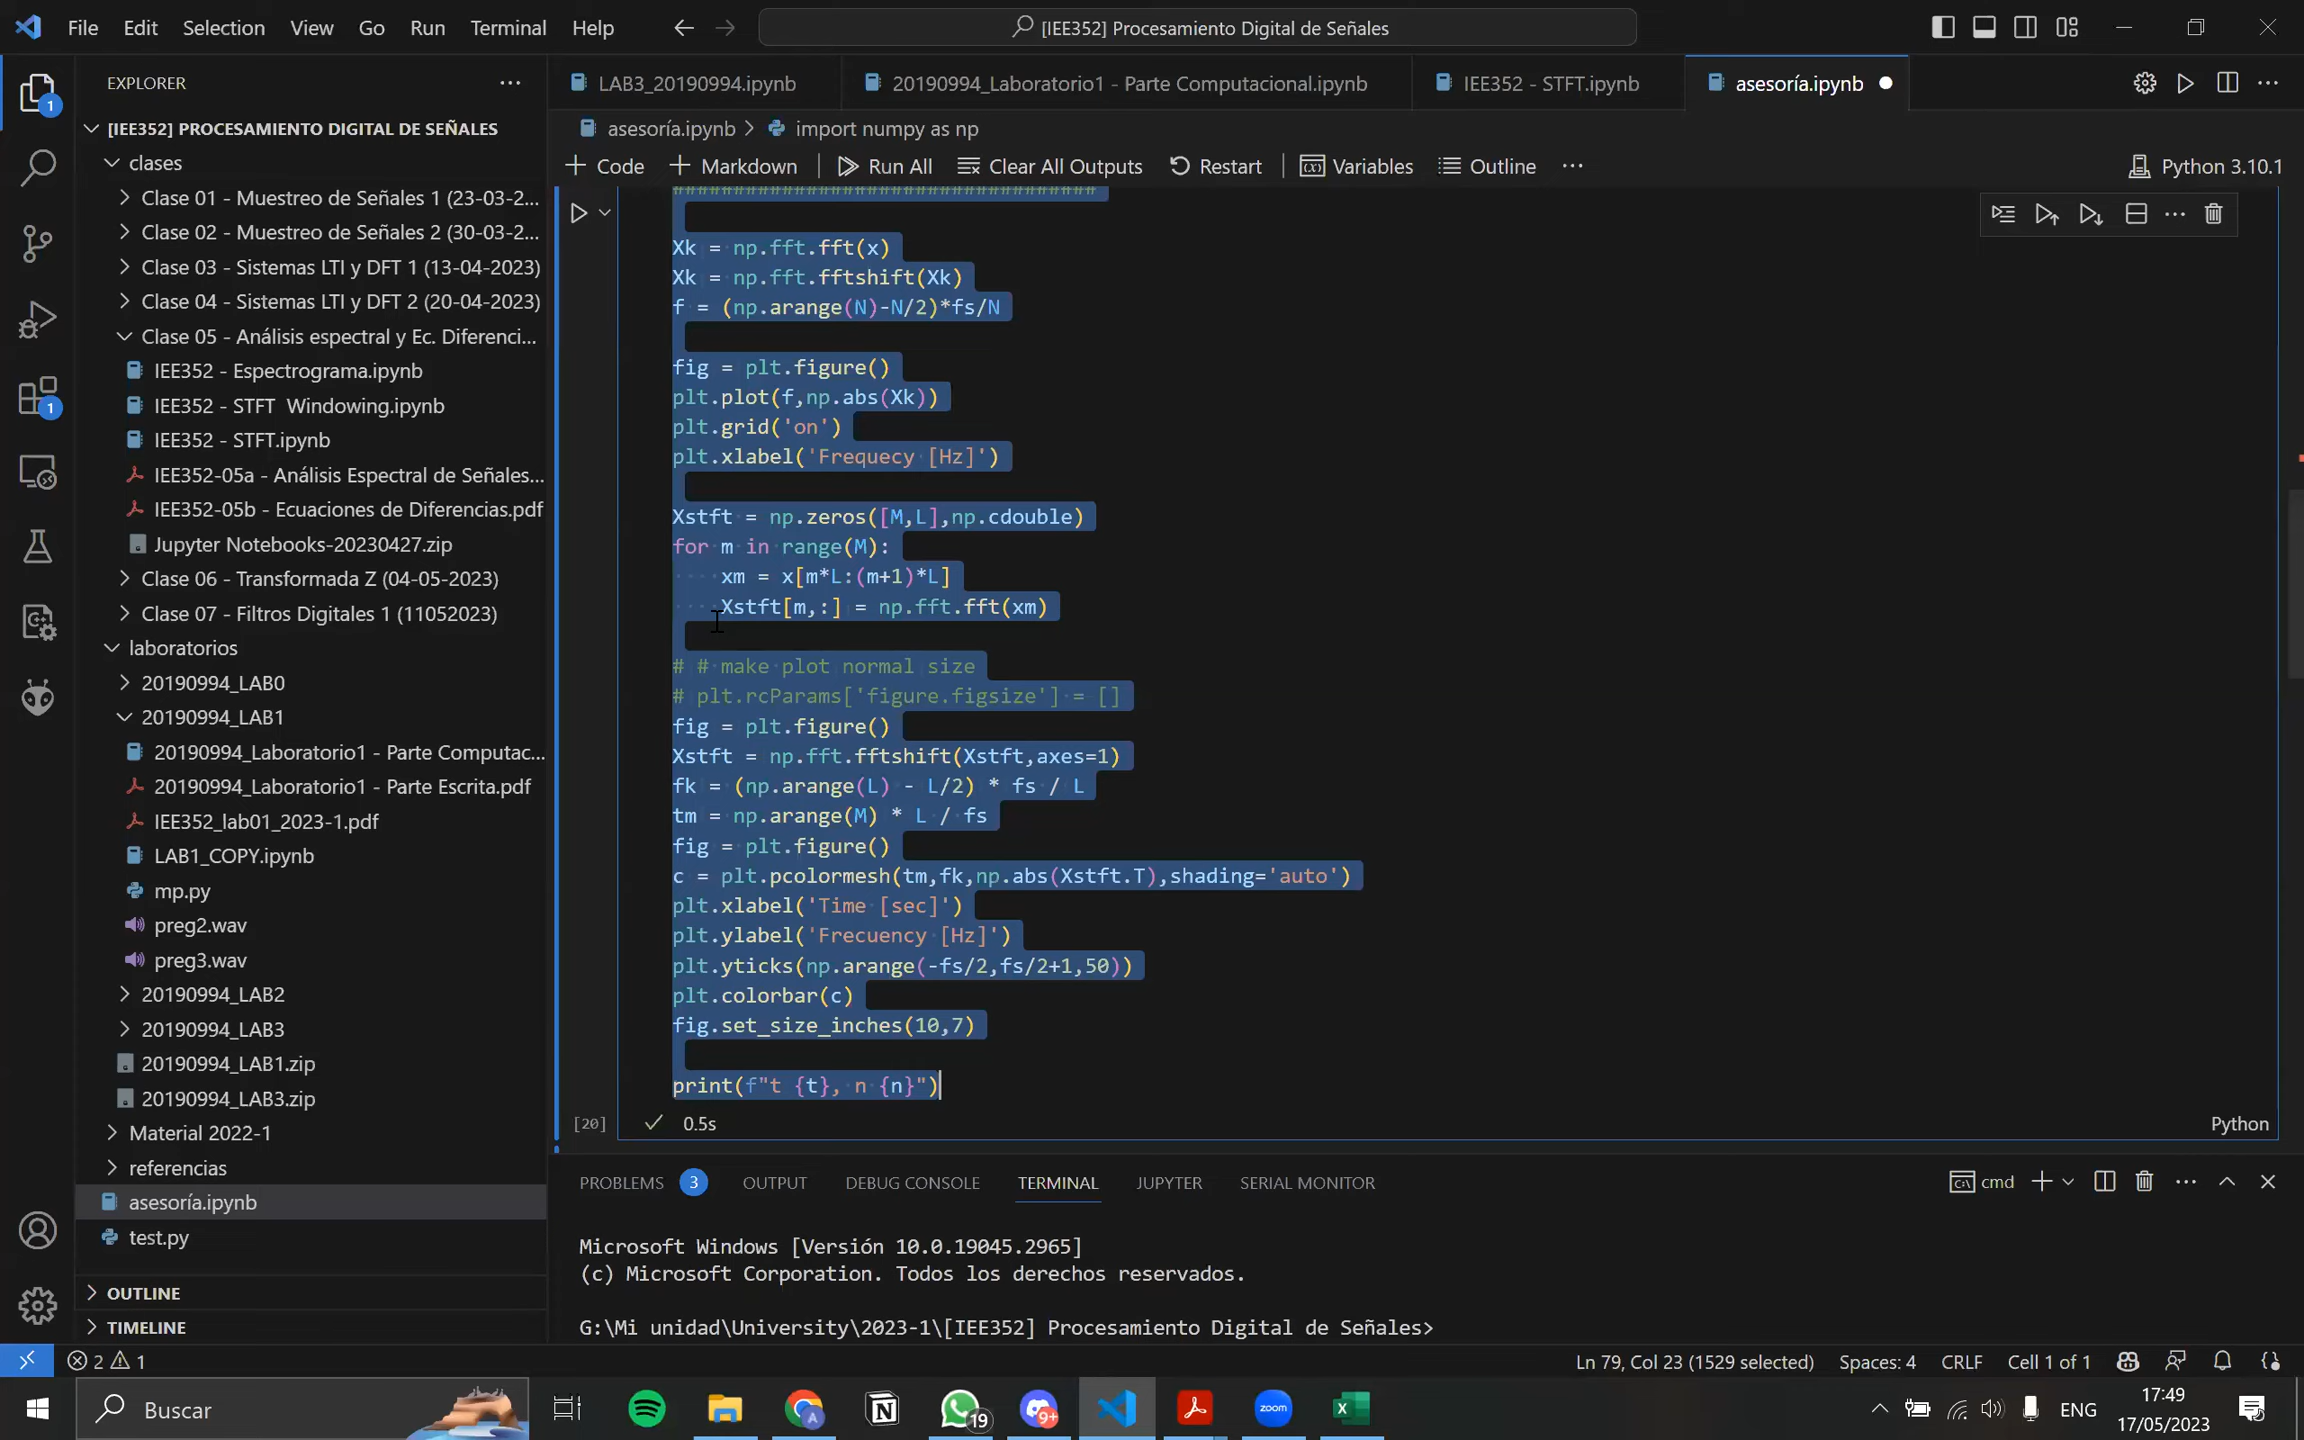 File Edit Selection View Go Run Terminal Help
[IEE352] Procesamiento Digital de Señales
EXPLORER
[IEE352] PROCESAMIENTO DIGITAL DE SEÑALES
clases
Clase 01 - Muestreo de Señales 1 (23-03-2...
Clase 02 - Muestreo de Señales 2 (30-03-2...
Clase 03 - Sistemas LTI y DFT 1 (13-04-2023)
Clase 04 - Sistemas LTI y DFT 2 (20-04-2023)
Clase 05 - Análisis espectral y Ec. Diferenci...
IEE352 - Espectrograma.ipynb
IEE352 - STFT Windowing.ipynb
IEE352 - STFT.ipynb
IEE352-05a - Análisis Espectral de Señales...
IEE352-05b - Ecuaciones de Diferencias.pdf
Jupyter Notebooks-20230427.zip
Clase 06 - Transformada Z (04-05-2023)
Clase 07 - Filtros Digitales 1 (11052023)
laboratorios
20190994_LAB0
20190994_LAB1
20190994_Laboratorio1 - Parte Computac...
20190994_Laboratorio1 - Parte Escrita.pdf
IEE352_lab01_2023-1.pdf
LAB1_COPY.ipynb
mp.py
preg2.wav
preg3.wav
20190994_LAB2
20190994_LAB3
20190994_LAB1.zip
20190994_LAB3.zip
Material 2022-1
referencias
asesoría.ipynb
test.py
OUTLINE
TIMELINE
1
1
LAB3_20190994.ipynb
20190994_Laboratorio1 - Parte Computacional.ipynb
IEE352 - STFT.ipynb
asesoría.ipynb
asesoría.ipynb > import numpy as np
Code Markdown Run All Clear All Outputs Restart Variables Outline ...
Python 3.10.1
Xk = np.fft.fft(x)
Xk = np.fft.fftshift(Xk)
f = (np.arange(N)-N/2)*fs/N
fig = plt.figure()
plt.plot(f,np.abs(Xk))
plt.grid('on')
plt.xlabel('Frequecy [Hz]')
Xstft = np.zeros([M,L],np.cdouble)
for m in range(M):
xm = x[m*L:(m+1)*L]
Xstft[m,:] = np.fft.fft(xm)
# # make plot normal size
# plt.rcParams['figure.figsize'] = []
fig = plt.figure()
Xstft = np.fft.fftshift(Xstft,axes=1)
fk = (np.arange(L) - L/2) * fs / L
tm = np.arange(M) * L / fs
fig = plt.figure()
c = plt.pcolormesh(tm,fk,np.abs(Xstft.T),shading='auto')
plt.xlabel('Time [sec]')
plt.ylabel('Frecuency [Hz]')
plt.yticks(np.arange(-fs/2,fs/2+1,50))
plt.colorbar(c)
fig.set_size_inches(10,7)
print(f"t {t}, n {n}")
[20] 0.5s
Python
PROBLEMS 3 OUTPUT DEBUG CONSOLE TERMINAL JUPYTER SERIAL MONITOR
cmd
Microsoft Windows [Versión 10.0.19045.2965]
(c) Microsoft Corporation. Todos los derechos reservados.
G:\Mi unidad\University\2023-1\[IEE352] Procesamiento Digital de Señales>
2 1
Ln 79, Col 23 (1529 selected) Spaces: 4 CRLF Cell 1 of 1
Buscar
19
9+
zoom
ENG
17:49
17/05/2023